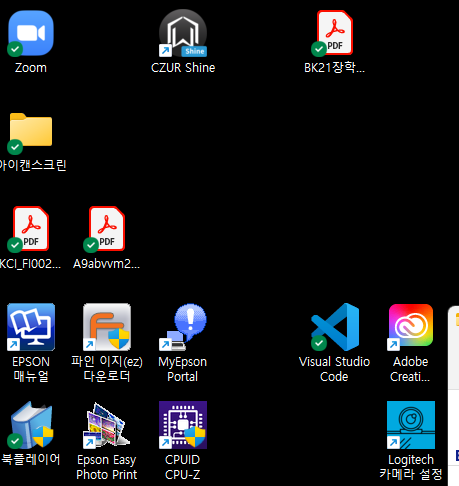 Zoom
CZUR Shine
Shine
PDF
BK21장학...
아이캔스크린
PDF
KCI_FI002...
PDF
A9abvvm2...
EPSON
매뉴얼
파인 이지(ez)
다운로더
MyEpson
Portal
Visual Studio
Code
Adobe
Creati...
북플레이어
Epson Easy
Photo Print
CPUID
CPU-Z
Logitech
카메라 설정